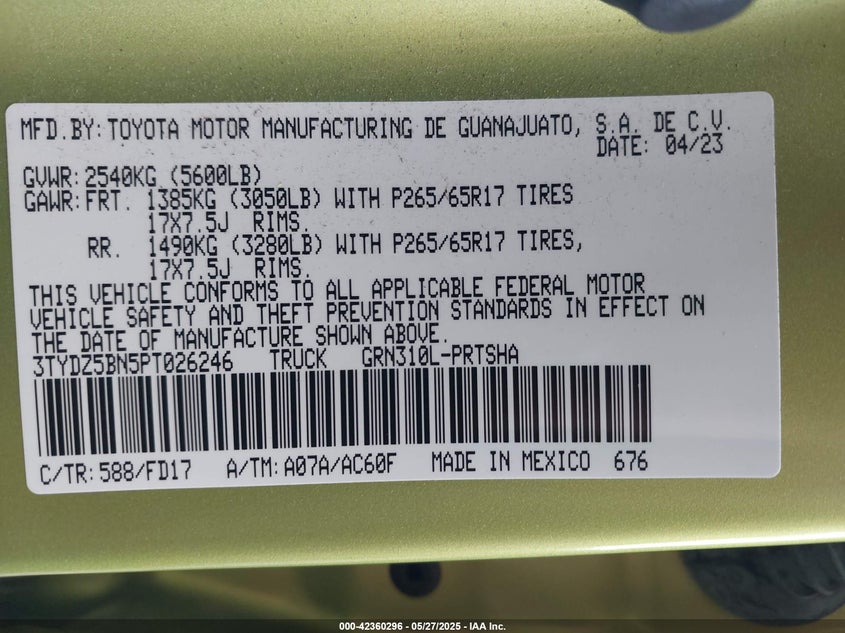 MFD.BY: TOYOTA MOTOR MANUFACTURING DE GUANAJUATO, S.A. DE C.V.
DATE: 04/23
GVWR: 2540KG (5600LB)
GAWR: FRT. 1385KG (3050LB) WITH P265/65R17 TIRES
17X7.5J RIMS.
RR. 1490KG (3280LB) WITH P265/65R17 TIRES,
17X7.5J RIMS.
THIS VEHICLE CONFORMS TO ALL APPLICABLE FEDERAL MOTOR
VEHICLE SAFETY AND THEFT PREVENTION STANDARDS IN EFFECT ON
THE DATE OF MANUFACTURE SHOWN ABOVE.
3TYDZ5BN5PT026246 TRUCK GRN310L-PRTSHA
C/TR: 588/FD17 A/TM: A07A/AC60F MADE IN MEXICO 676
000-42360296 - 05/27/2025 - IAA Inc.